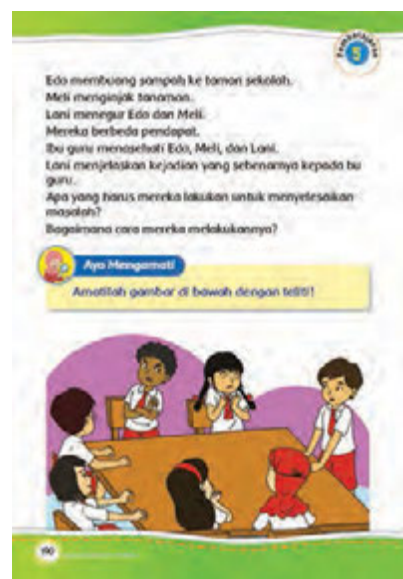 Pembelajaran
5
Edo membuang sampah ke taman sekolah.
Meli menginjak tanaman.
Lani menegur Edo dan Meli.
Mereka berbeda pendapat.
Ibu guru menasehati Edo, Meli, dan Lani.
Lani menjelaskan kejadian yang sebenarnya kepada bu
guru.
Apa yang harus mereka lakukan untuk menyelesaikan
masalah?
Bagaimana cara mereka melakukannya?
Ayo Mengamati
Amatilah gambar di bawah dengan teliti!
190